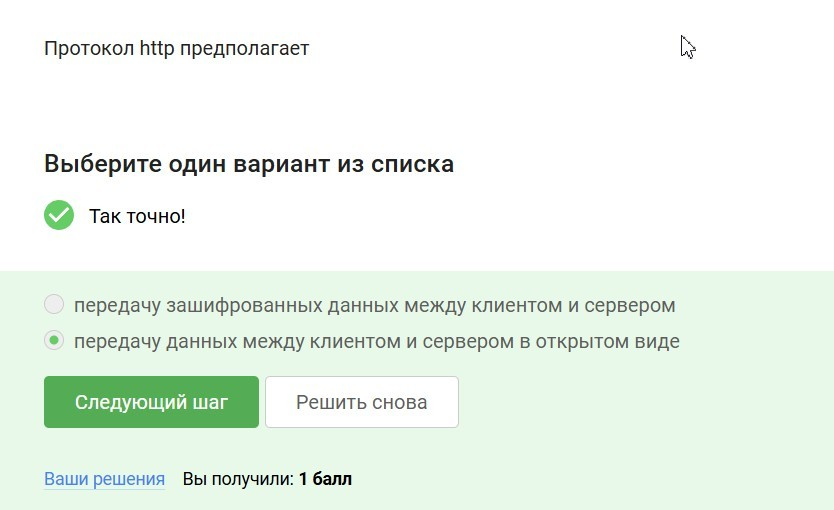 Протокол http предполагает
Выберите один вариант из списка
Так точно!
передачу зашифрованных данных между клиентом и сервером
передачу данных между клиентом и сервером в открытом виде
Следующий шаг Решить снова
Ваши решения Вы получили: 1 балл